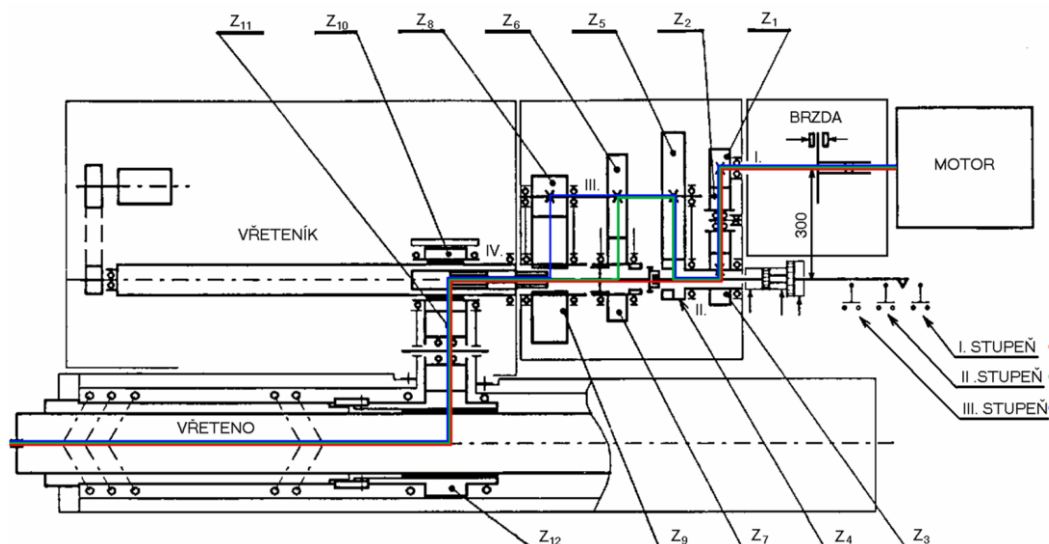 Z11 Z10 Z8 Z6 Z5 Z2 Z1
BRZDA
I.
MOTOR
III.
VŘETENÍK
300
IV.
II.
I. STUPEŇ
II .STUPEŇ
III. STUPEŇ
VŘETENO
Z12 Z9 Z7 Z4 Z3